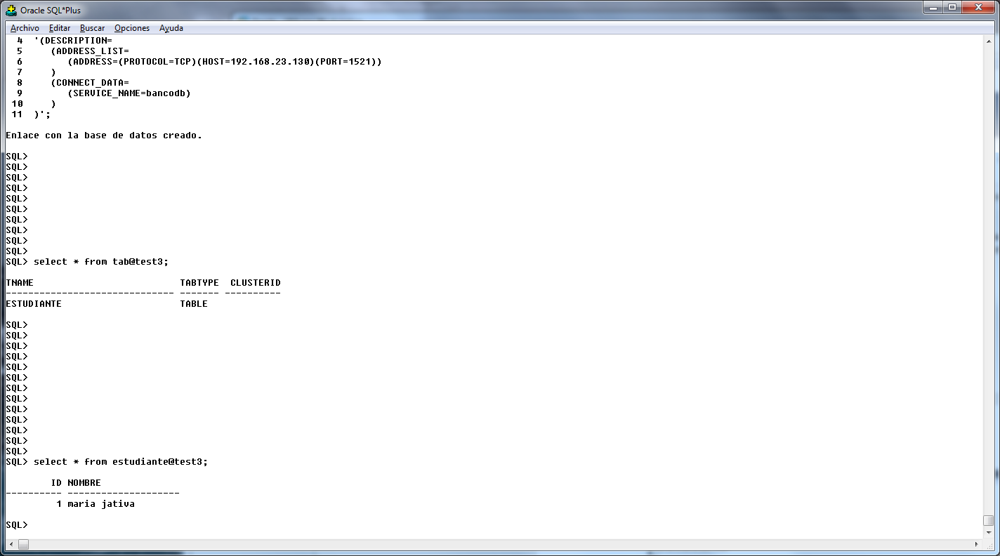 Oracle SQL*Plus
Archivo Editar Buscar Opciones Ayuda
  4  '(DESCRIPTION=
  5     (ADDRESS_LIST=
  6        (ADDRESS=(PROTOCOL=TCP)(HOST=192.168.23.130)(PORT=1521))
  7     )
  8     (CONNECT_DATA=
  9        (SERVICE_NAME=bancodb)
 10     )
 11  )';
Enlace con la base de datos creado.
SQL>
SQL>
SQL>
SQL>
SQL>
SQL>
SQL>
SQL>
SQL>
SQL>
SQL> select * from tab@test3;
TNAME                          TABTYPE  CLUSTERID
------------------------------ ------- ----------
ESTUDIANTE                     TABLE
SQL>
SQL>
SQL>
SQL>
SQL>
SQL>
SQL>
SQL>
SQL>
SQL>
SQL>
SQL>
SQL>
SQL> select * from estudiante@test3;
        ID NOMBRE
---------- --------------------
         1 maria jativa
SQL>